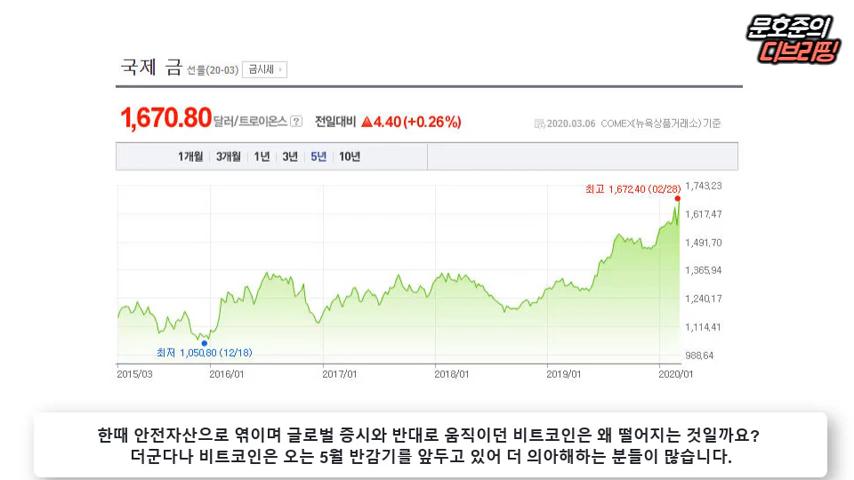 문호준의
디브리핑
국제 금 선물(20-03) 금시세
1,670.80 달러/트로이온스 ? 전일대비 ▲4.40 (+0.26%) 2020.03.06 COMEX(뉴욕상품거래소) 기준
1개월 3개월 1년 3년 5년 10년
최고 1,672.40 (02/28)
1,743,23
1,617,47
1,491,70
1,365,94
1,240,17
1,114,41
988,64
최저 1,050.80 (12/18)
2015/03 2016/01 2017/01 2018/01 2019/01 2020/01
한때 안전자산으로 엮이며 글로벌 증시와 반대로 움직이던 비트코인은 왜 떨어지는 것일까요?
더군다나 비트코인은 오는 5월 반감기를 앞두고 있어 더 의아해하는 분들이 많습니다.